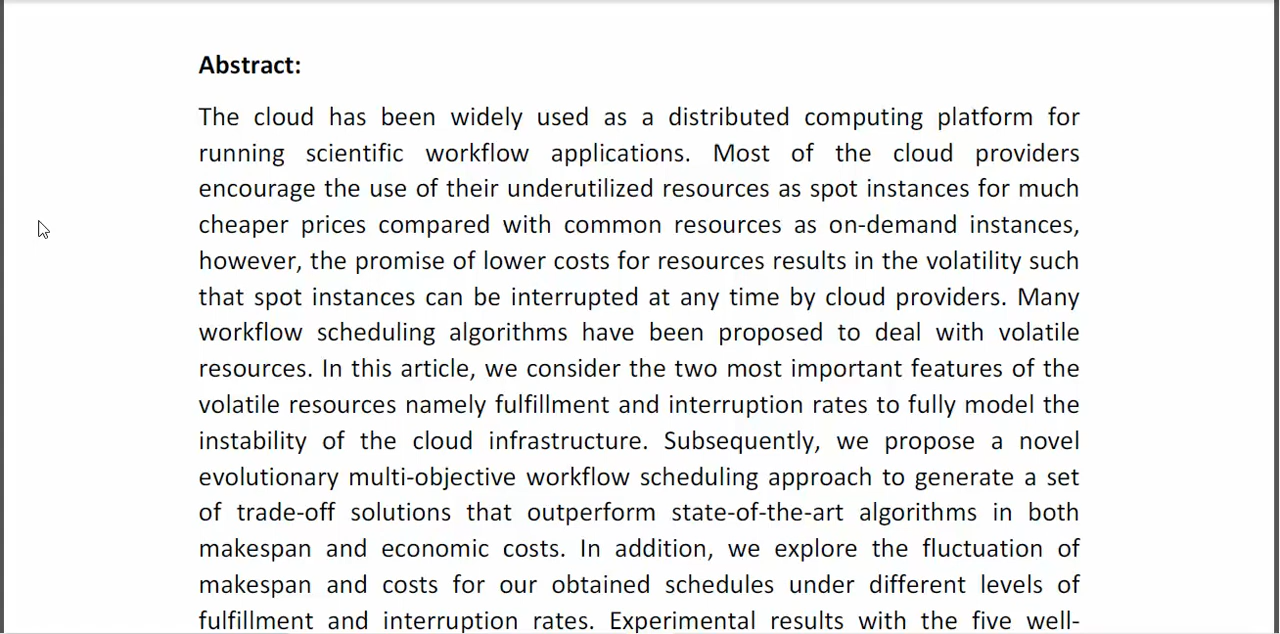 Abstract:
The cloud has been widely used as a distributed computing platform for
running scientific workflow applications. Most of the cloud providers
encourage the use of their underutilized resources as spot instances for much
cheaper prices compared with common resources as on-demand instances,
however, the promise of lower costs for resources results in the volatility such
that spot instances can be interrupted at any time by cloud providers. Many
workflow scheduling algorithms have been proposed to deal with volatile
resources. In this article, we consider the two most important features of the
volatile resources namely fulfillment and interruption rates to fully model the
instability of the cloud infrastructure. Subsequently, we propose a novel
evolutionary multi-objective workflow scheduling approach to generate a set
of trade-off solutions that outperform state-of-the-art algorithms in both
makespan and economic costs. In addition, we explore the fluctuation of
makespan and costs for our obtained schedules under different levels of
fulfillment and interruption rates. Experimental results with the five well-